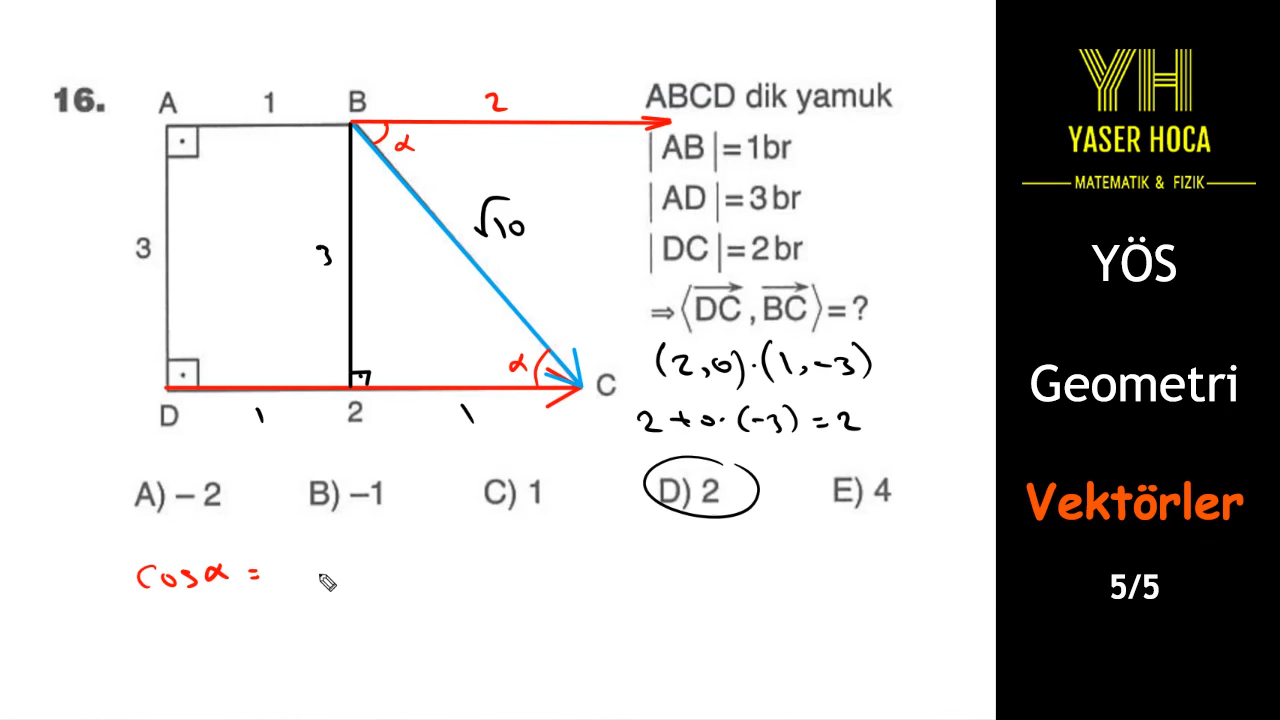 16.
A 1 B 2
α
3 3 √10
α
D 1 2 1 C
ABCD dik yamuk
|AB|=1br
|AD|=3br
|DC|=2br
⇒⟨DC⃗, BC⃗⟩=?
(2,0).(1,-3)
2+0.(-3)=2
A) –2 B) –1 C) 1 D) 2 E) 4
cosα =
YH
YASER HOCA
MATEMATIK & FIZIK
YÖS
Geometri
Vektörler
5/5